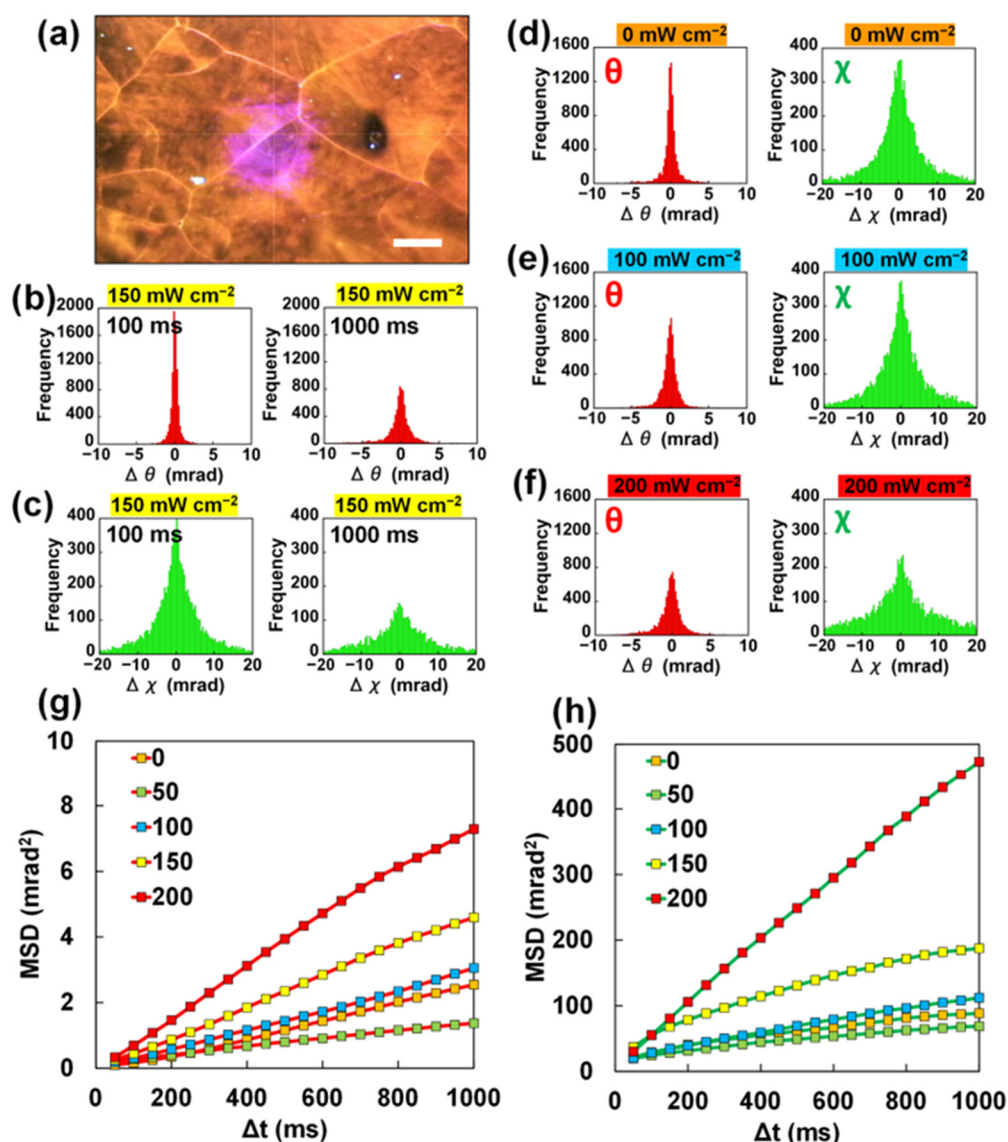 (a)
(b)
150 mW cm⁻²
100 ms
Frequency
2000
1600
1200
800
400
0
−10 −5 0 5 10
Δ θ (mrad)
150 mW cm⁻²
1000 ms
Frequency
2000
1600
1200
800
400
0
−10 −5 0 5 10
Δ θ (mrad)
(c)
150 mW cm⁻²
100 ms
Frequency
400
300
200
100
0
−20 −10 0 10 20
Δ χ (mrad)
150 mW cm⁻²
1000 ms
Frequency
400
300
200
100
0
−20 −10 0 10 20
Δ χ (mrad)
(d)
0 mW cm⁻²
θ
Frequency
1600
1200
800
400
0
−10 −5 0 5 10
Δ θ (mrad)
0 mW cm⁻²
χ
Frequency
400
300
200
100
0
−20 −10 0 10 20
Δ χ (mrad)
(e)
100 mW cm⁻²
θ
Frequency
1600
1200
800
400
0
−10 −5 0 5 10
Δ θ (mrad)
100 mW cm⁻²
χ
Frequency
400
300
200
100
0
−20 −10 0 10 20
Δ χ (mrad)
(f)
200 mW cm⁻²
θ
Frequency
1600
1200
800
400
0
−10 −5 0 5 10
Δ θ (mrad)
200 mW cm⁻²
χ
Frequency
400
300
200
100
0
−20 −10 0 10 20
Δ χ (mrad)
(g)
MSD (mrad²)
10
8
6
4
2
0
0
50
100
150
200
0 200 400 600 800 1000
Δt (ms)
(h)
MSD (mrad²)
500
400
300
200
100
0
0
50
100
150
200
0 200 400 600 800 1000
Δt (ms)